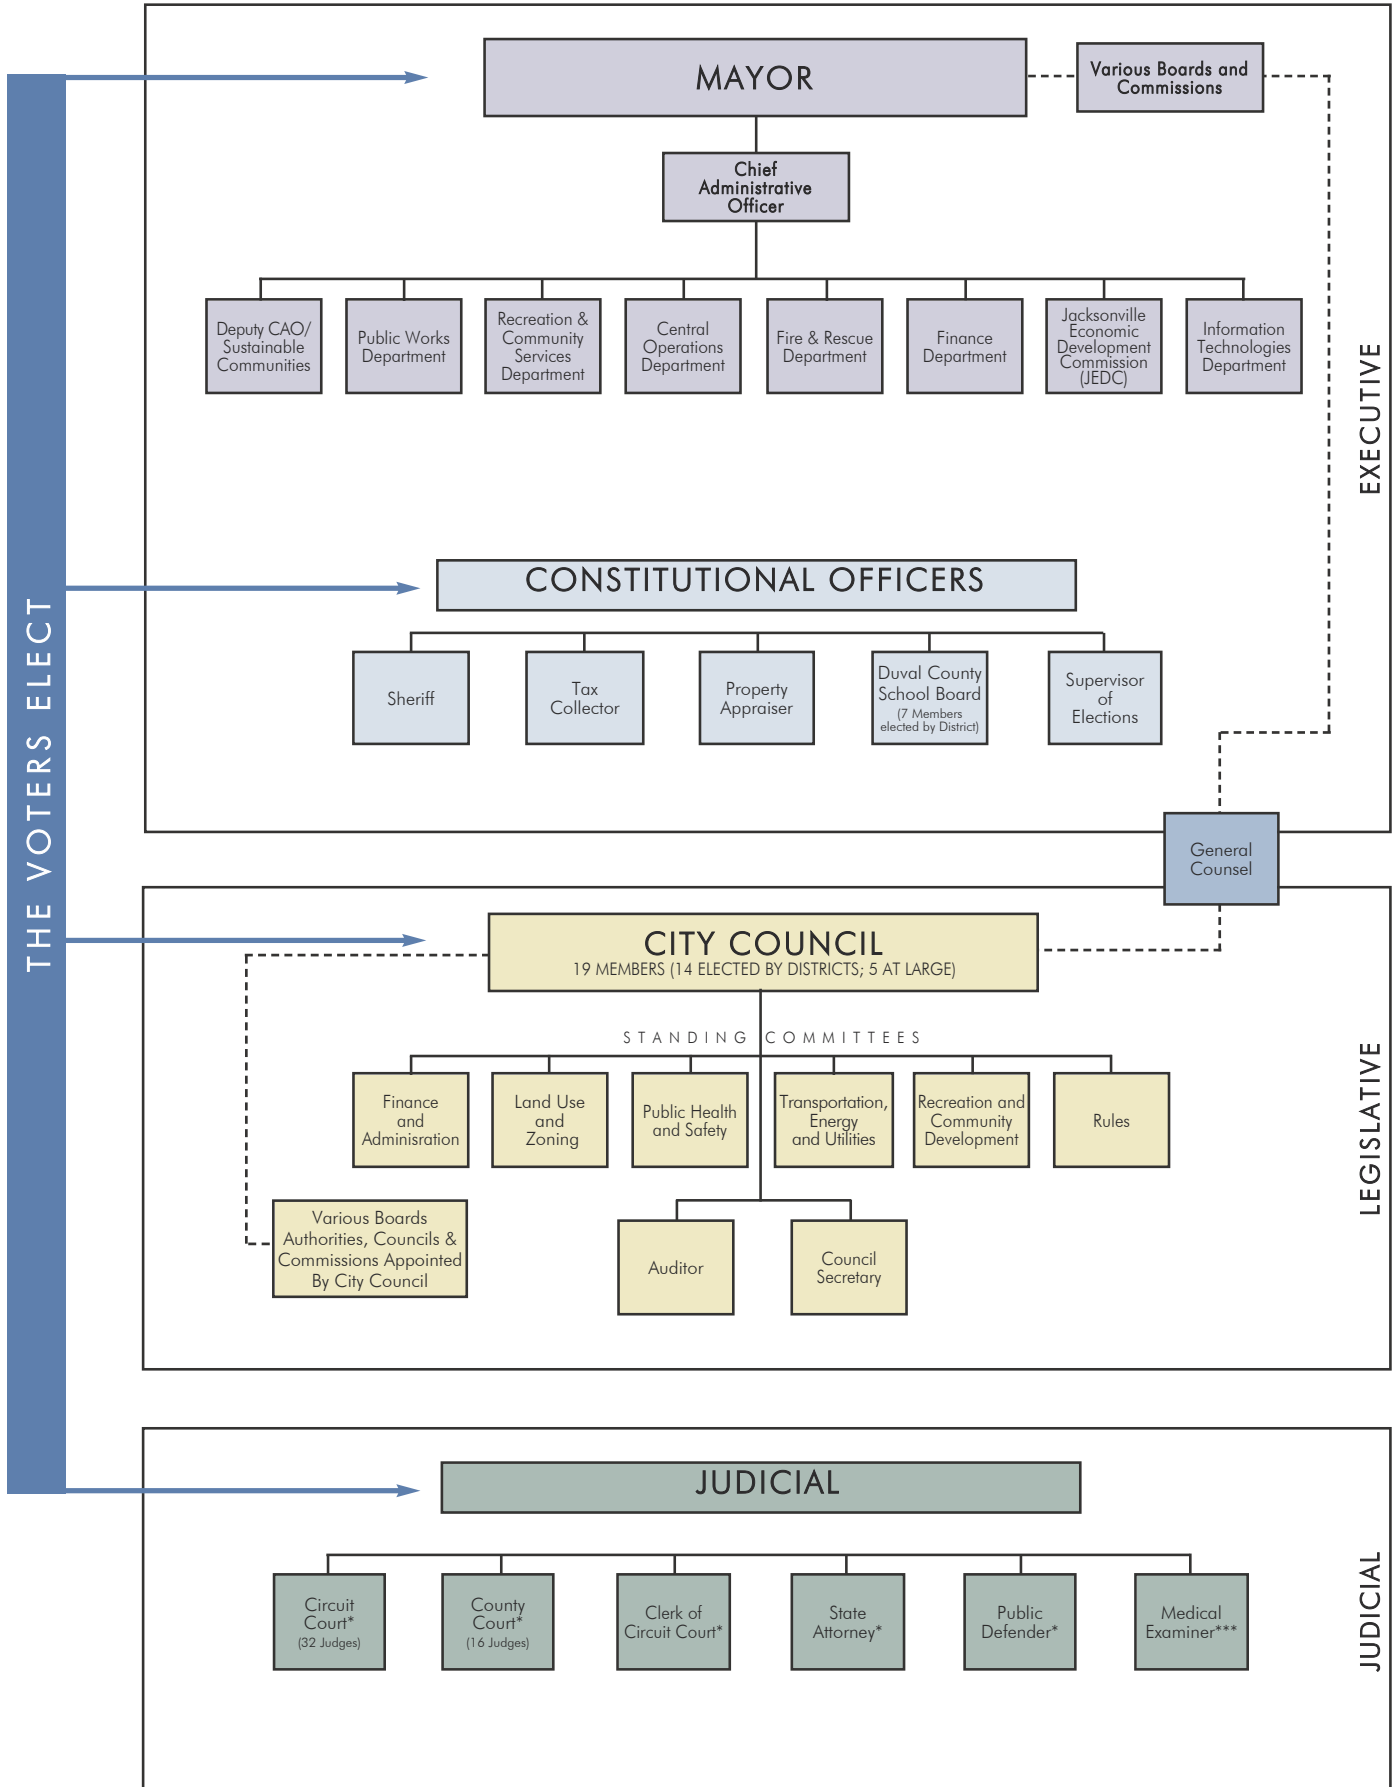 THE VOTERS ELECT
MAYOR
Various Boards and
Commissions
Chief
Administrative
Officer
Deputy CAO/
Sustainable
Communities
Public Works
Department
Recreation &
Community
Services
Department
Central
Operations
Department
Fire & Rescue
Department
Finance
Department
Jacksonville
Economic
Development
Commission
(JEDC)
Information
Technologies
Department
EXECUTIVE
CONSTITUTIONAL OFFICERS
Sheriff
Tax
Collector
Property
Appraiser
Duval County
School Board
(7 Members
elected by District)
Supervisor
of
Elections
General
Counsel
CITY COUNCIL
19 MEMBERS (14 ELECTED BY DISTRICTS; 5 AT LARGE)
STANDING COMMITTEES
Finance
and
Adminisration
Land Use
and
Zoning
Public Health
and Safety
Transportation,
Energy
and Utilities
Recreation and
Community
Development
Rules
LEGISLATIVE
Various Boards
Authorities, Councils &
Commissions Appointed
By City Council
Auditor
Council
Secretary
JUDICIAL
Circuit
Court*
(32 Judges)
County
Court*
(16 Judges)
Clerk of
Circuit Court*
State
Attorney*
Public
Defender*
Medical
Examiner***
JUDICIAL